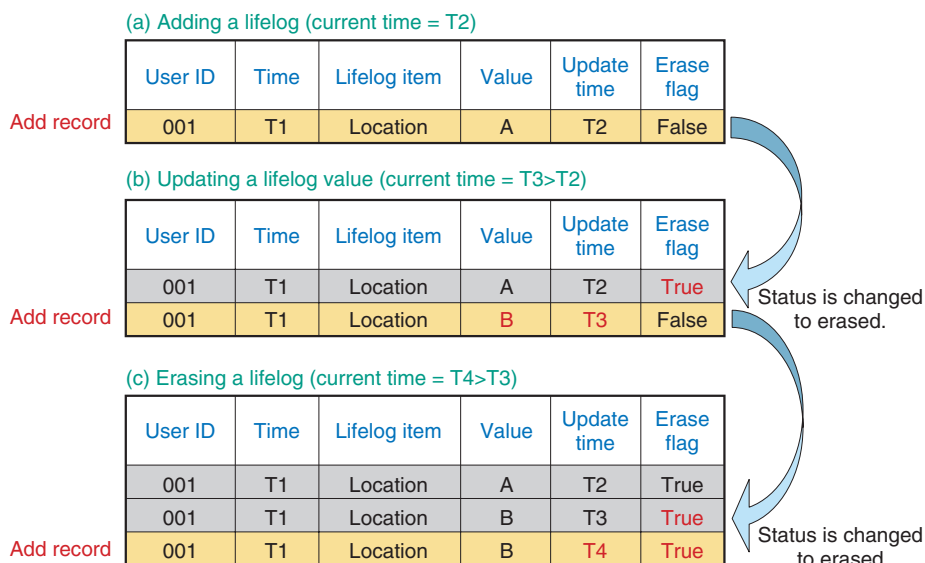 (a) Adding a lifelog (current time = T2)
User ID Time Lifelog item Value Update time Erase flag
Add record 001 T1 Location A T2 False
(b) Updating a lifelog value (current time = T3>T2)
User ID Time Lifelog item Value Update time Erase flag
001 T1 Location A T2 True
Status is changed
to erased.
Add record 001 T1 Location B T3 False
(c) Erasing a lifelog (current time = T4>T3)
User ID Time Lifelog item Value Update time Erase flag
001 T1 Location A T2 True
001 T1 Location B T3 True
Status is changed
to erased
Add record 001 T1 Location B T4 True